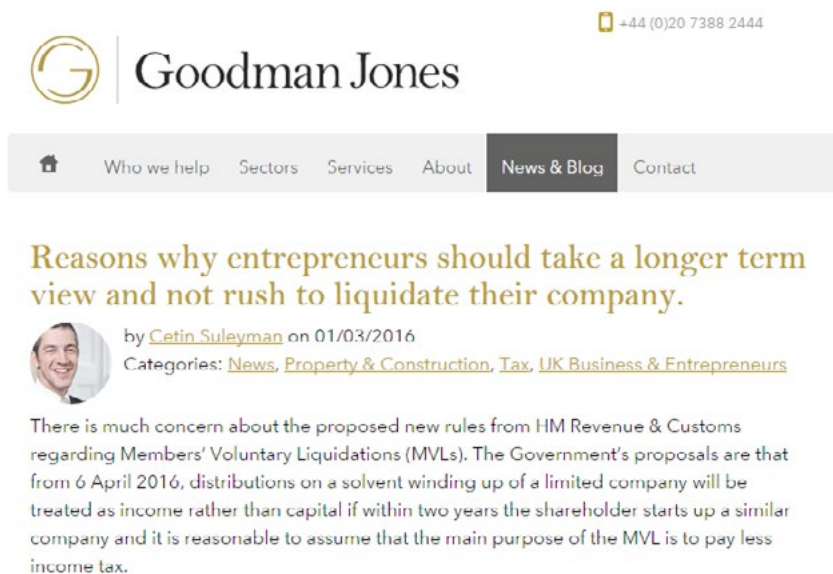 +44 (0)20 7388 2444
Goodman Jones
Who we help Sectors Services About News & Blog Contact
Reasons why entrepreneurs should take a longer term
view and not rush to liquidate their company.
by Cetin Suleyman on 01/03/2016
Categories: News, Property & Construction, Tax, UK Business & Entrepreneurs
There is much concern about the proposed new rules from HM Revenue & Customs
regarding Members' Voluntary Liquidations (MVLs). The Government's proposals are that
from 6 April 2016, distributions on a solvent winding up of a limited company will be
treated as income rather than capital if within two years the shareholder starts up a similar
company and it is reasonable to assume that the main purpose of the MVL is to pay less
income tax.